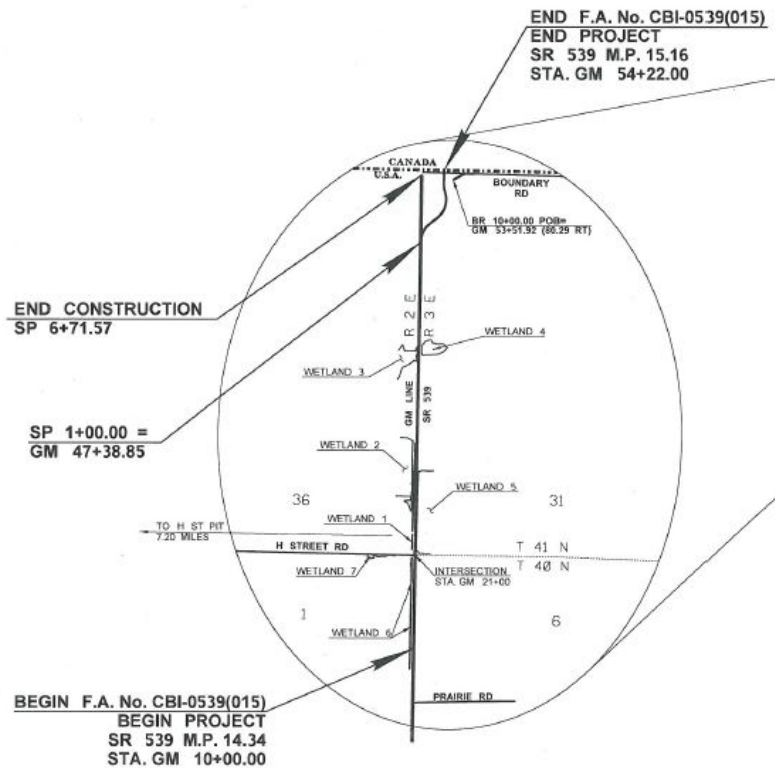 END F.A. No. CBI-0539(015)
END PROJECT
SR 539 M.P. 15.16
STA. GM 54+22.00
CANADA
U.S.A.
BOUNDARY
RD
BR 10+00.00 POB=
GM 53+51.92 (80.29 RT)
END CONSTRUCTION
SP 6+71.57
R 2 E
R 3 E
WETLAND 4
WETLAND 3
GM LINE
SR 539
SP 1+00.00 =
GM 47+38.85
WETLAND 2
36
WETLAND 5
31
WETLAND 1
TO H ST PIT
7.20 MILES
H STREET RD
T 41 N
T 40 N
WETLAND 7
INTERSECTION
STA. GM 21+00
1
6
WETLAND 6
PRAIRIE RD
BEGIN F.A. No. CBI-0539(015)
BEGIN PROJECT
SR 539 M.P. 14.34
STA. GM 10+00.00